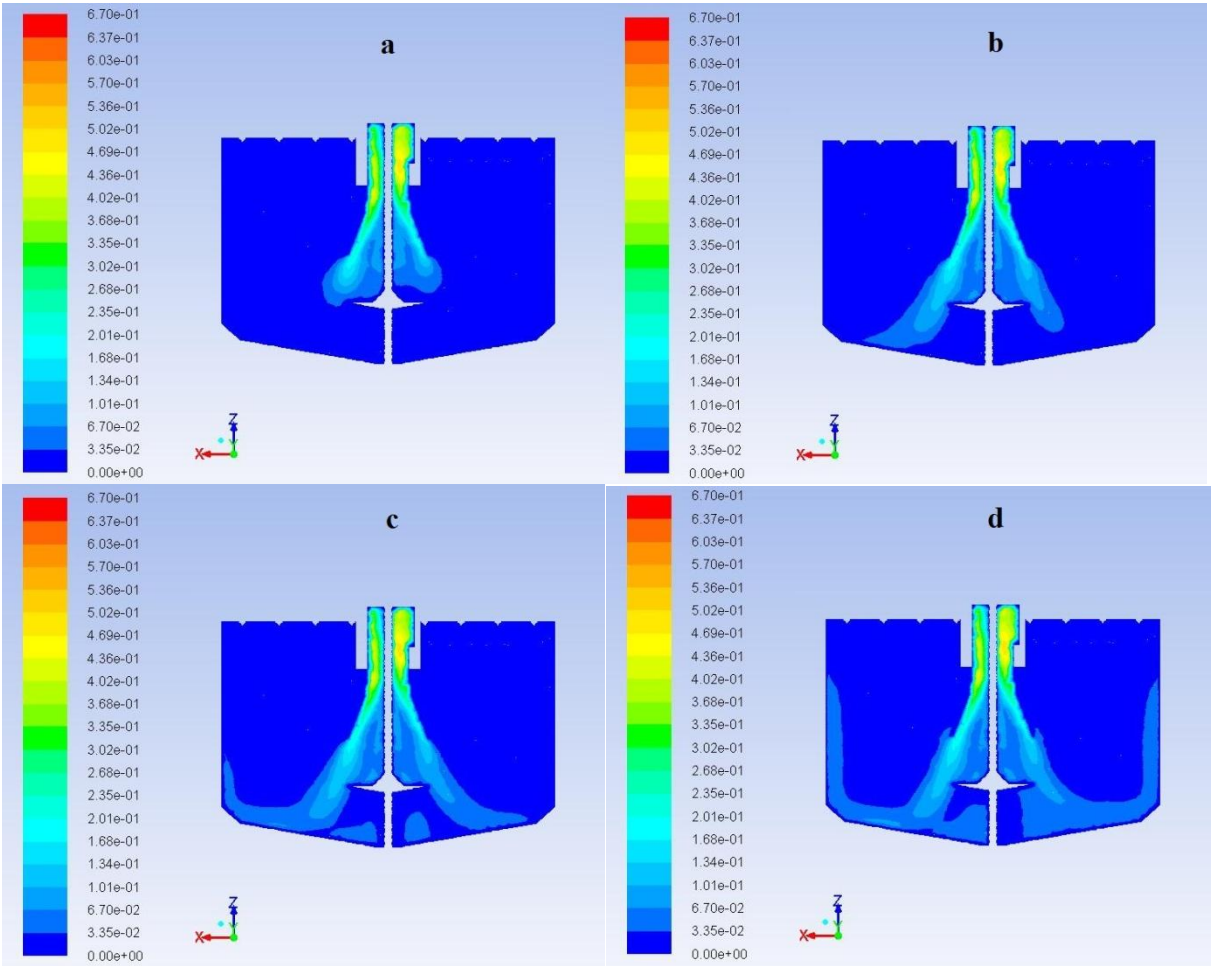 a
6.70e-01
6.37e-01
6.03e-01
5.70e-01
5.36e-01
5.02e-01
4.69e-01
4.36e-01
4.02e-01
3.68e-01
3.35e-01
3.02e-01
2.68e-01
2.35e-01
2.01e-01
1.68e-01
1.34e-01
1.01e-01
6.70e-02
3.35e-02
0.00e+00
Z
Y
X
b
6.70e-01
6.37e-01
6.03e-01
5.70e-01
5.36e-01
5.02e-01
4.69e-01
4.36e-01
4.02e-01
3.68e-01
3.35e-01
3.02e-01
2.68e-01
2.35e-01
2.01e-01
1.68e-01
1.34e-01
1.01e-01
6.70e-02
3.35e-02
0.00e+00
Z
Y
X
c
6.70e-01
6.37e-01
6.03e-01
5.70e-01
5.36e-01
5.02e-01
4.69e-01
4.36e-01
4.02e-01
3.68e-01
3.35e-01
3.02e-01
2.68e-01
2.35e-01
2.01e-01
1.68e-01
1.34e-01
1.01e-01
6.70e-02
3.35e-02
0.00e+00
Z
Y
X
d
6.70e-01
6.37e-01
6.03e-01
5.70e-01
5.36e-01
5.02e-01
4.69e-01
4.36e-01
4.02e-01
3.68e-01
3.35e-01
3.02e-01
2.68e-01
2.35e-01
2.01e-01
1.68e-01
1.34e-01
1.01e-01
6.70e-02
3.35e-02
0.00e+00
Z
Y
X